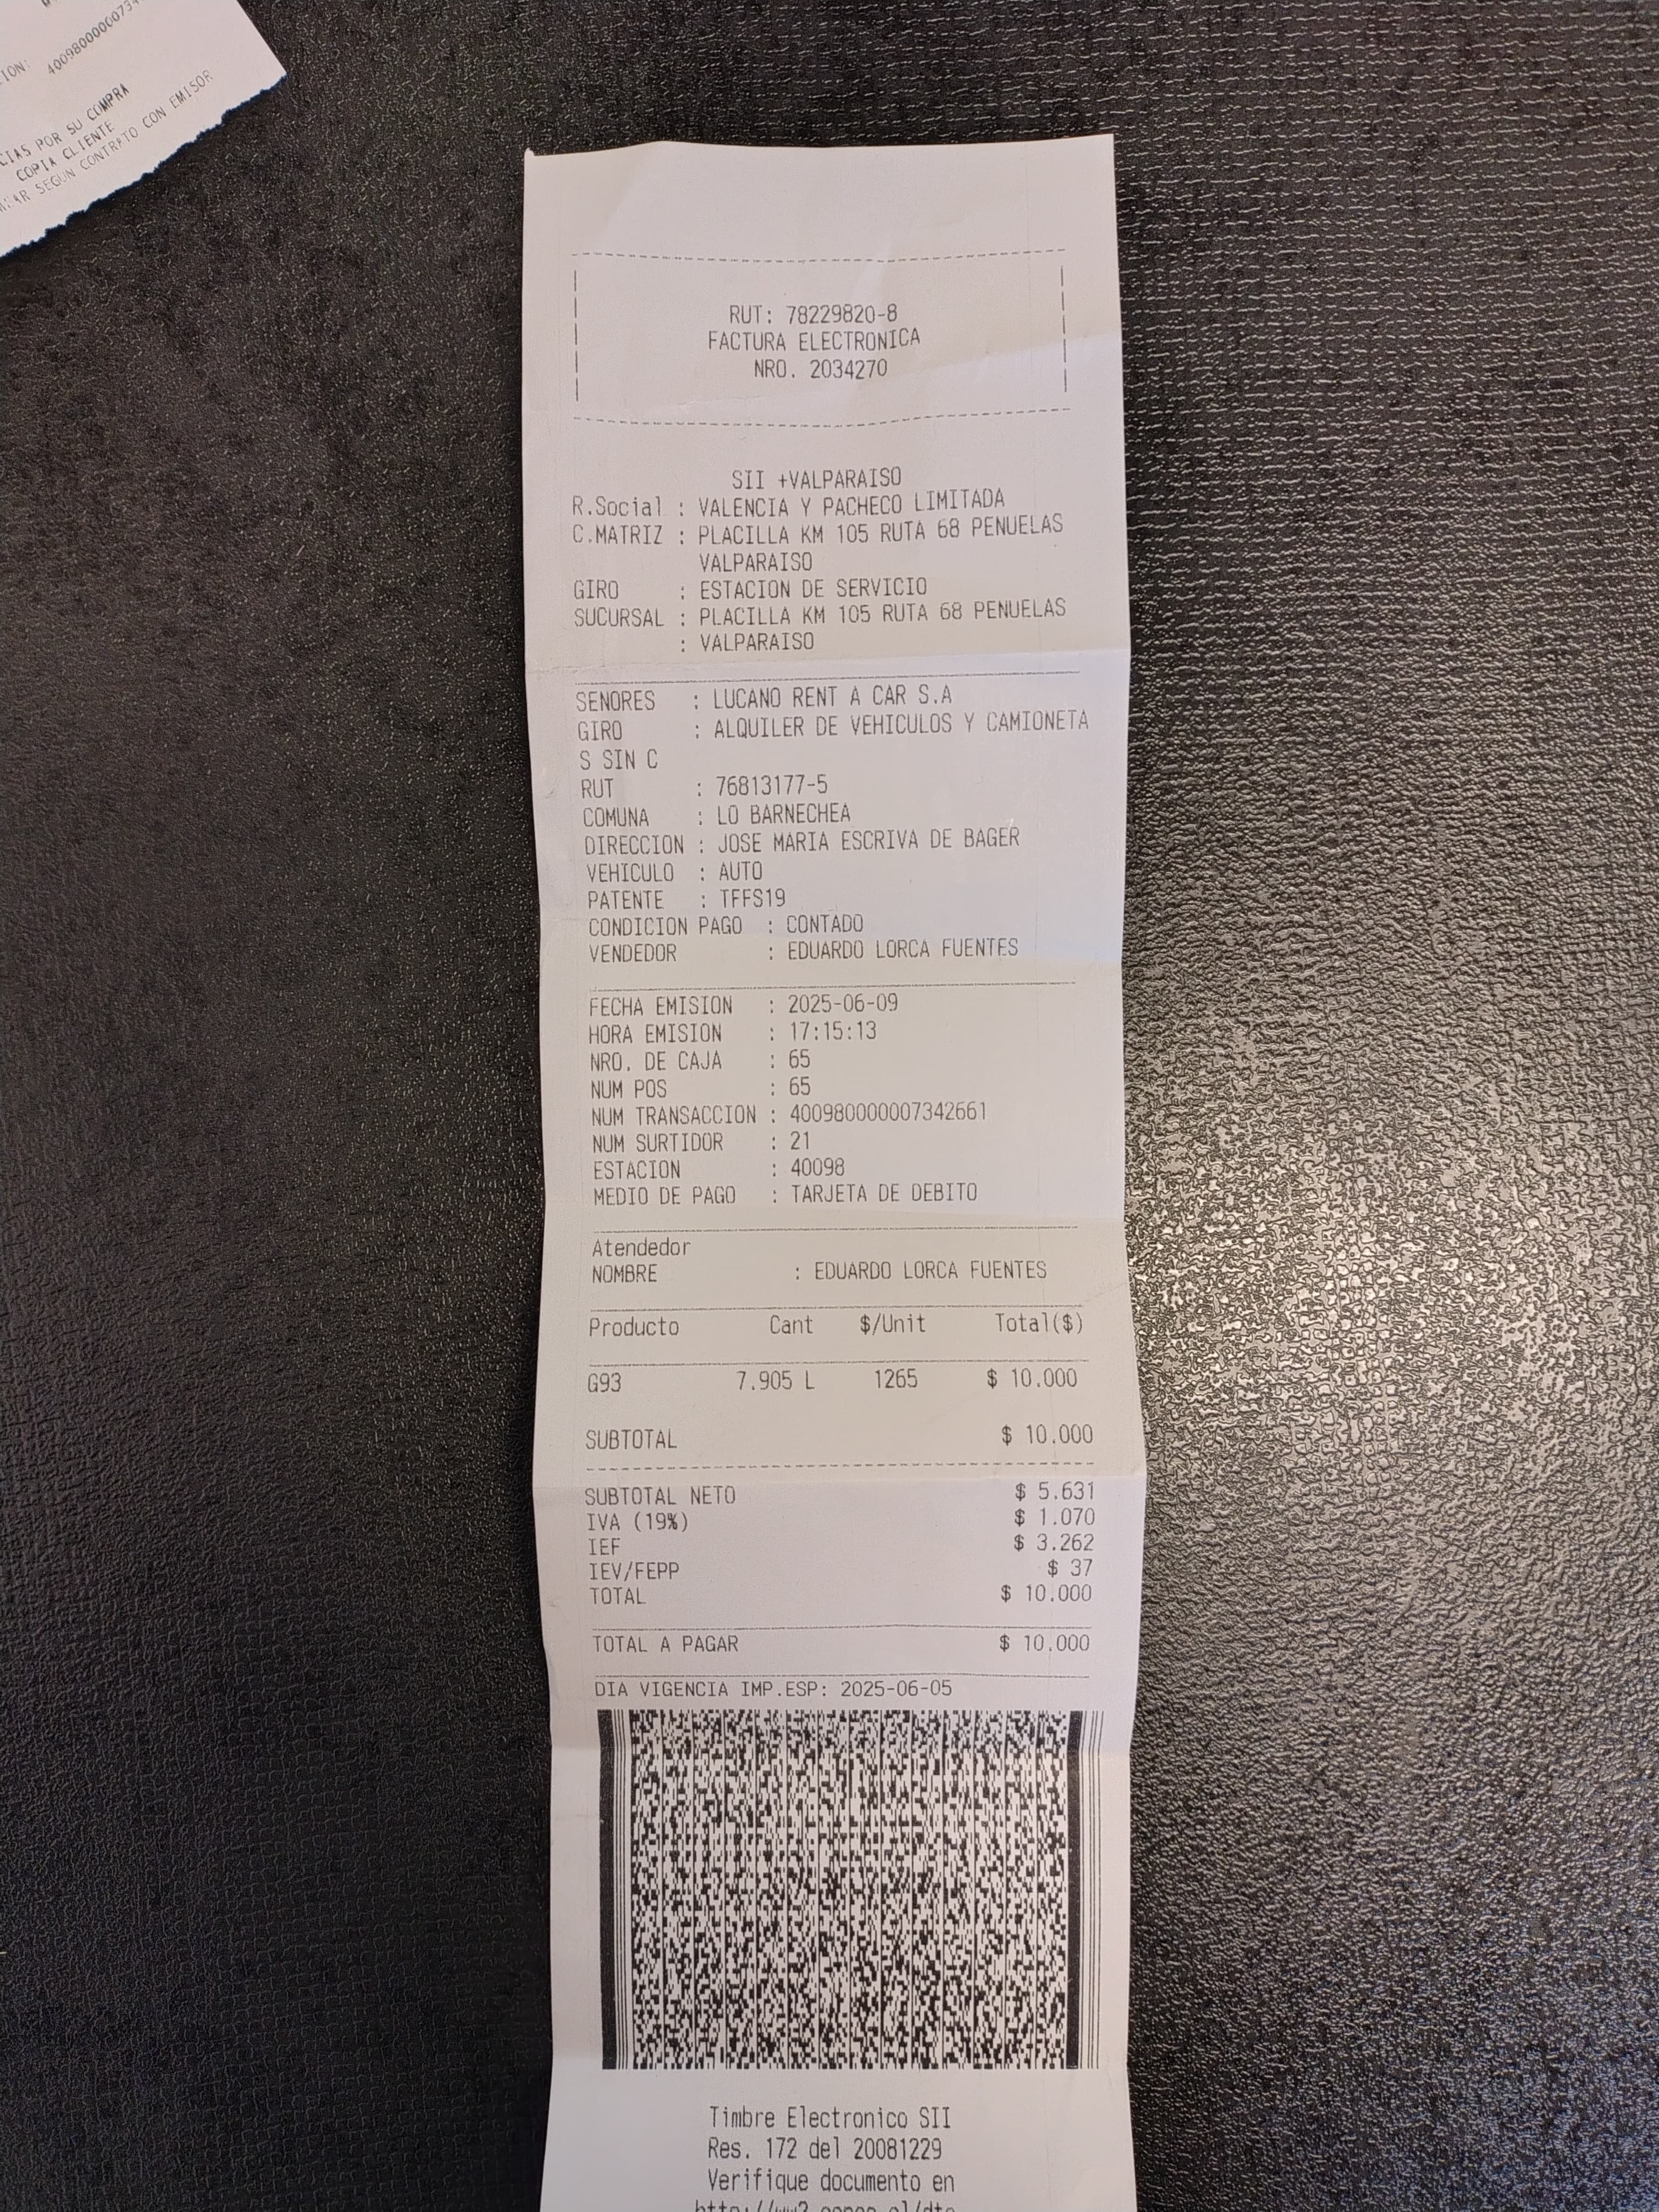 ION: 4009800000073
CIAS POR SU COMPRA
COPIA CLIENTE
SEGUN CONTRATO CON EMISOR
RUT: 78229820-8
FACTURA ELECTRONICA
NRO. 2034270
SII +VALPARAISO
R.Social : VALENCIA Y PACHECO LIMITADA
C.MATRIZ : PLACILLA KM 105 RUTA 68 PENUELAS
VALPARAISO
GIRO : ESTACION DE SERVICIO
SUCURSAL : PLACILLA KM 105 RUTA 68 PENUELAS
: VALPARAISO
SENORES : LUCANO RENT A CAR S.A
GIRO : ALQUILER DE VEHICULOS Y CAMIONETA
S SIN C
RUT : 76813177-5
COMUNA : LO BARNECHEA
DIRECCION : JOSE MARIA ESCRIVA DE BAGER
VEHICULO : AUTO
PATENTE : TFFS19
CONDICION PAGO : CONTADO
VENDEDOR : EDUARDO LORCA FUENTES
FECHA EMISION : 2025-06-09
HORA EMISION : 17:15:13
NRO. DE CAJA : 65
NUM POS : 65
NUM TRANSACCION : 400980000007342661
NUM SURTIDOR : 21
ESTACION : 40098
MEDIO DE PAGO : TARJETA DE DEBITO
Atendedor
NOMBRE : EDUARDO LORCA FUENTES
Producto Cant $/Unit Total($)
G93 7.905 L 1265 $ 10.000
SUBTOTAL $ 10.000
SUBTOTAL NETO $ 5.631
IVA (19%) $ 1.070
IEF $ 3.262
IEV/FEPP $ 37
TOTAL $ 10.000
TOTAL A PAGAR $ 10.000
DIA VIGENCIA IMP.ESP: 2025-06-05
Timbre Electronico SII
Res. 172 del 20081229
Verifique documento en